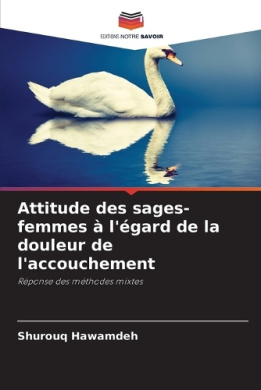 EDITIONS NOTRE SAVOIR
Attitude des sages-
femmes à l'égard de la
douleur de
l'accouchement
Réponse des méthodes mixtes
Shurouq Hawamdeh